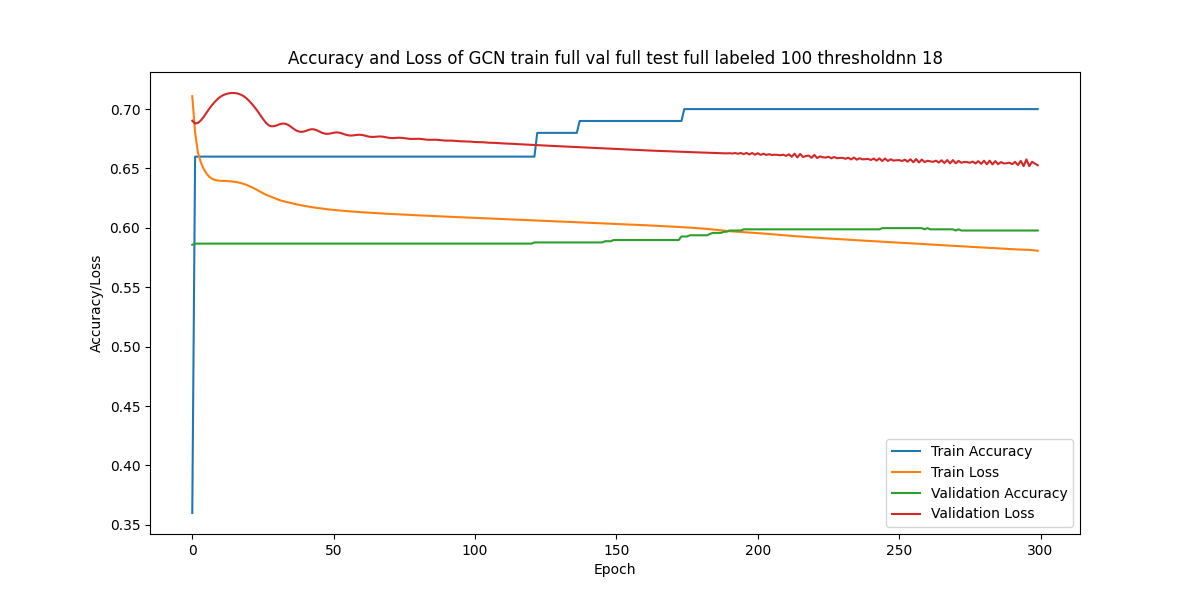 Accuracy and Loss of GCN train full val full test full labeled 100 thresholdnn 18
0.70
0.65
0.60
0.55
0.50
0.45
0.40
0.35
Accuracy/Loss
Train Accuracy
Train Loss
Validation Accuracy
Validation Loss
0 50 100 150 200 250 300
Epoch